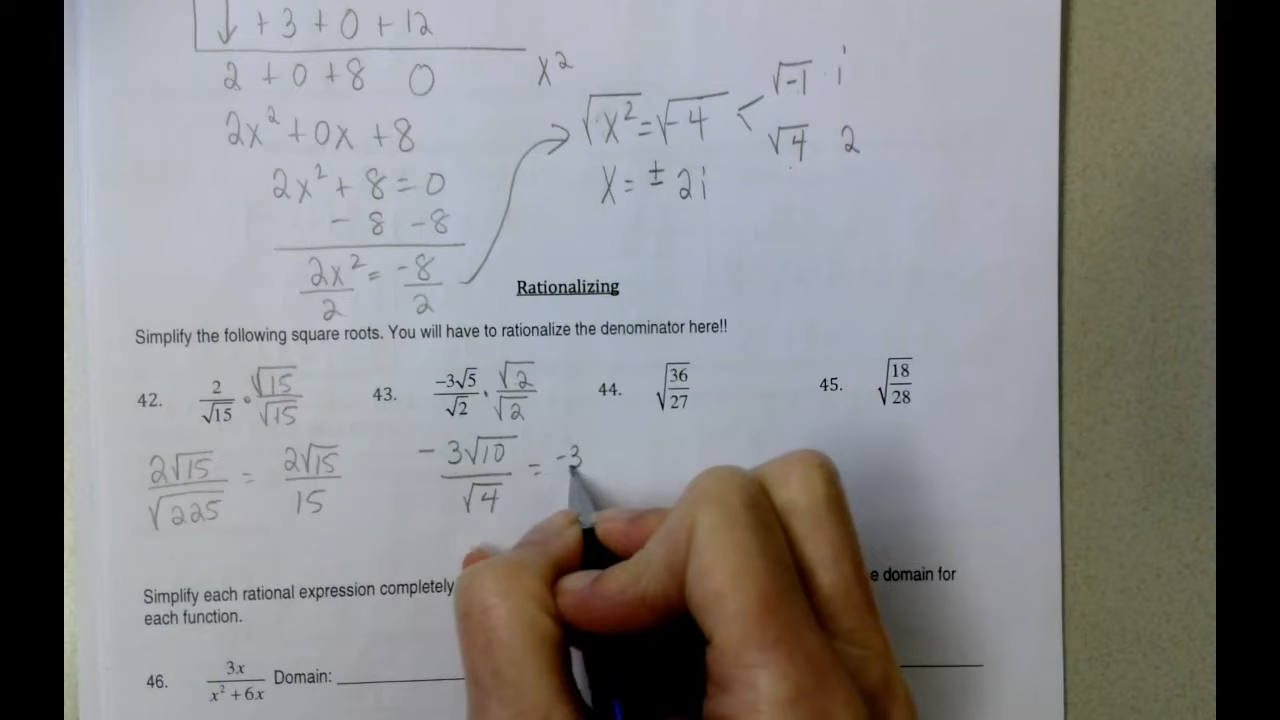 ↓ +3 +0 +12
2 +0 +8 0
x²
2x² + 0x + 8
2x² + 8 = 0
- 8 -8
2x²/2 = -8/2
√x² = √-4 < √-1 i
√4 2
x = ± 2i
Rationalizing
Simplify the following square roots. You will have to rationalize the denominator here!!
42. 2/√15 · √15/√15 43. -3√5/√2 · √2/√2 44. √(36/27) 45. √(18/28)
2√15/√225 = 2√15/15 -3√10/√4 = -3
Simplify each rational expression completely e domain for
each function.
46. 3x/(x² + 6x) Domain: ____________